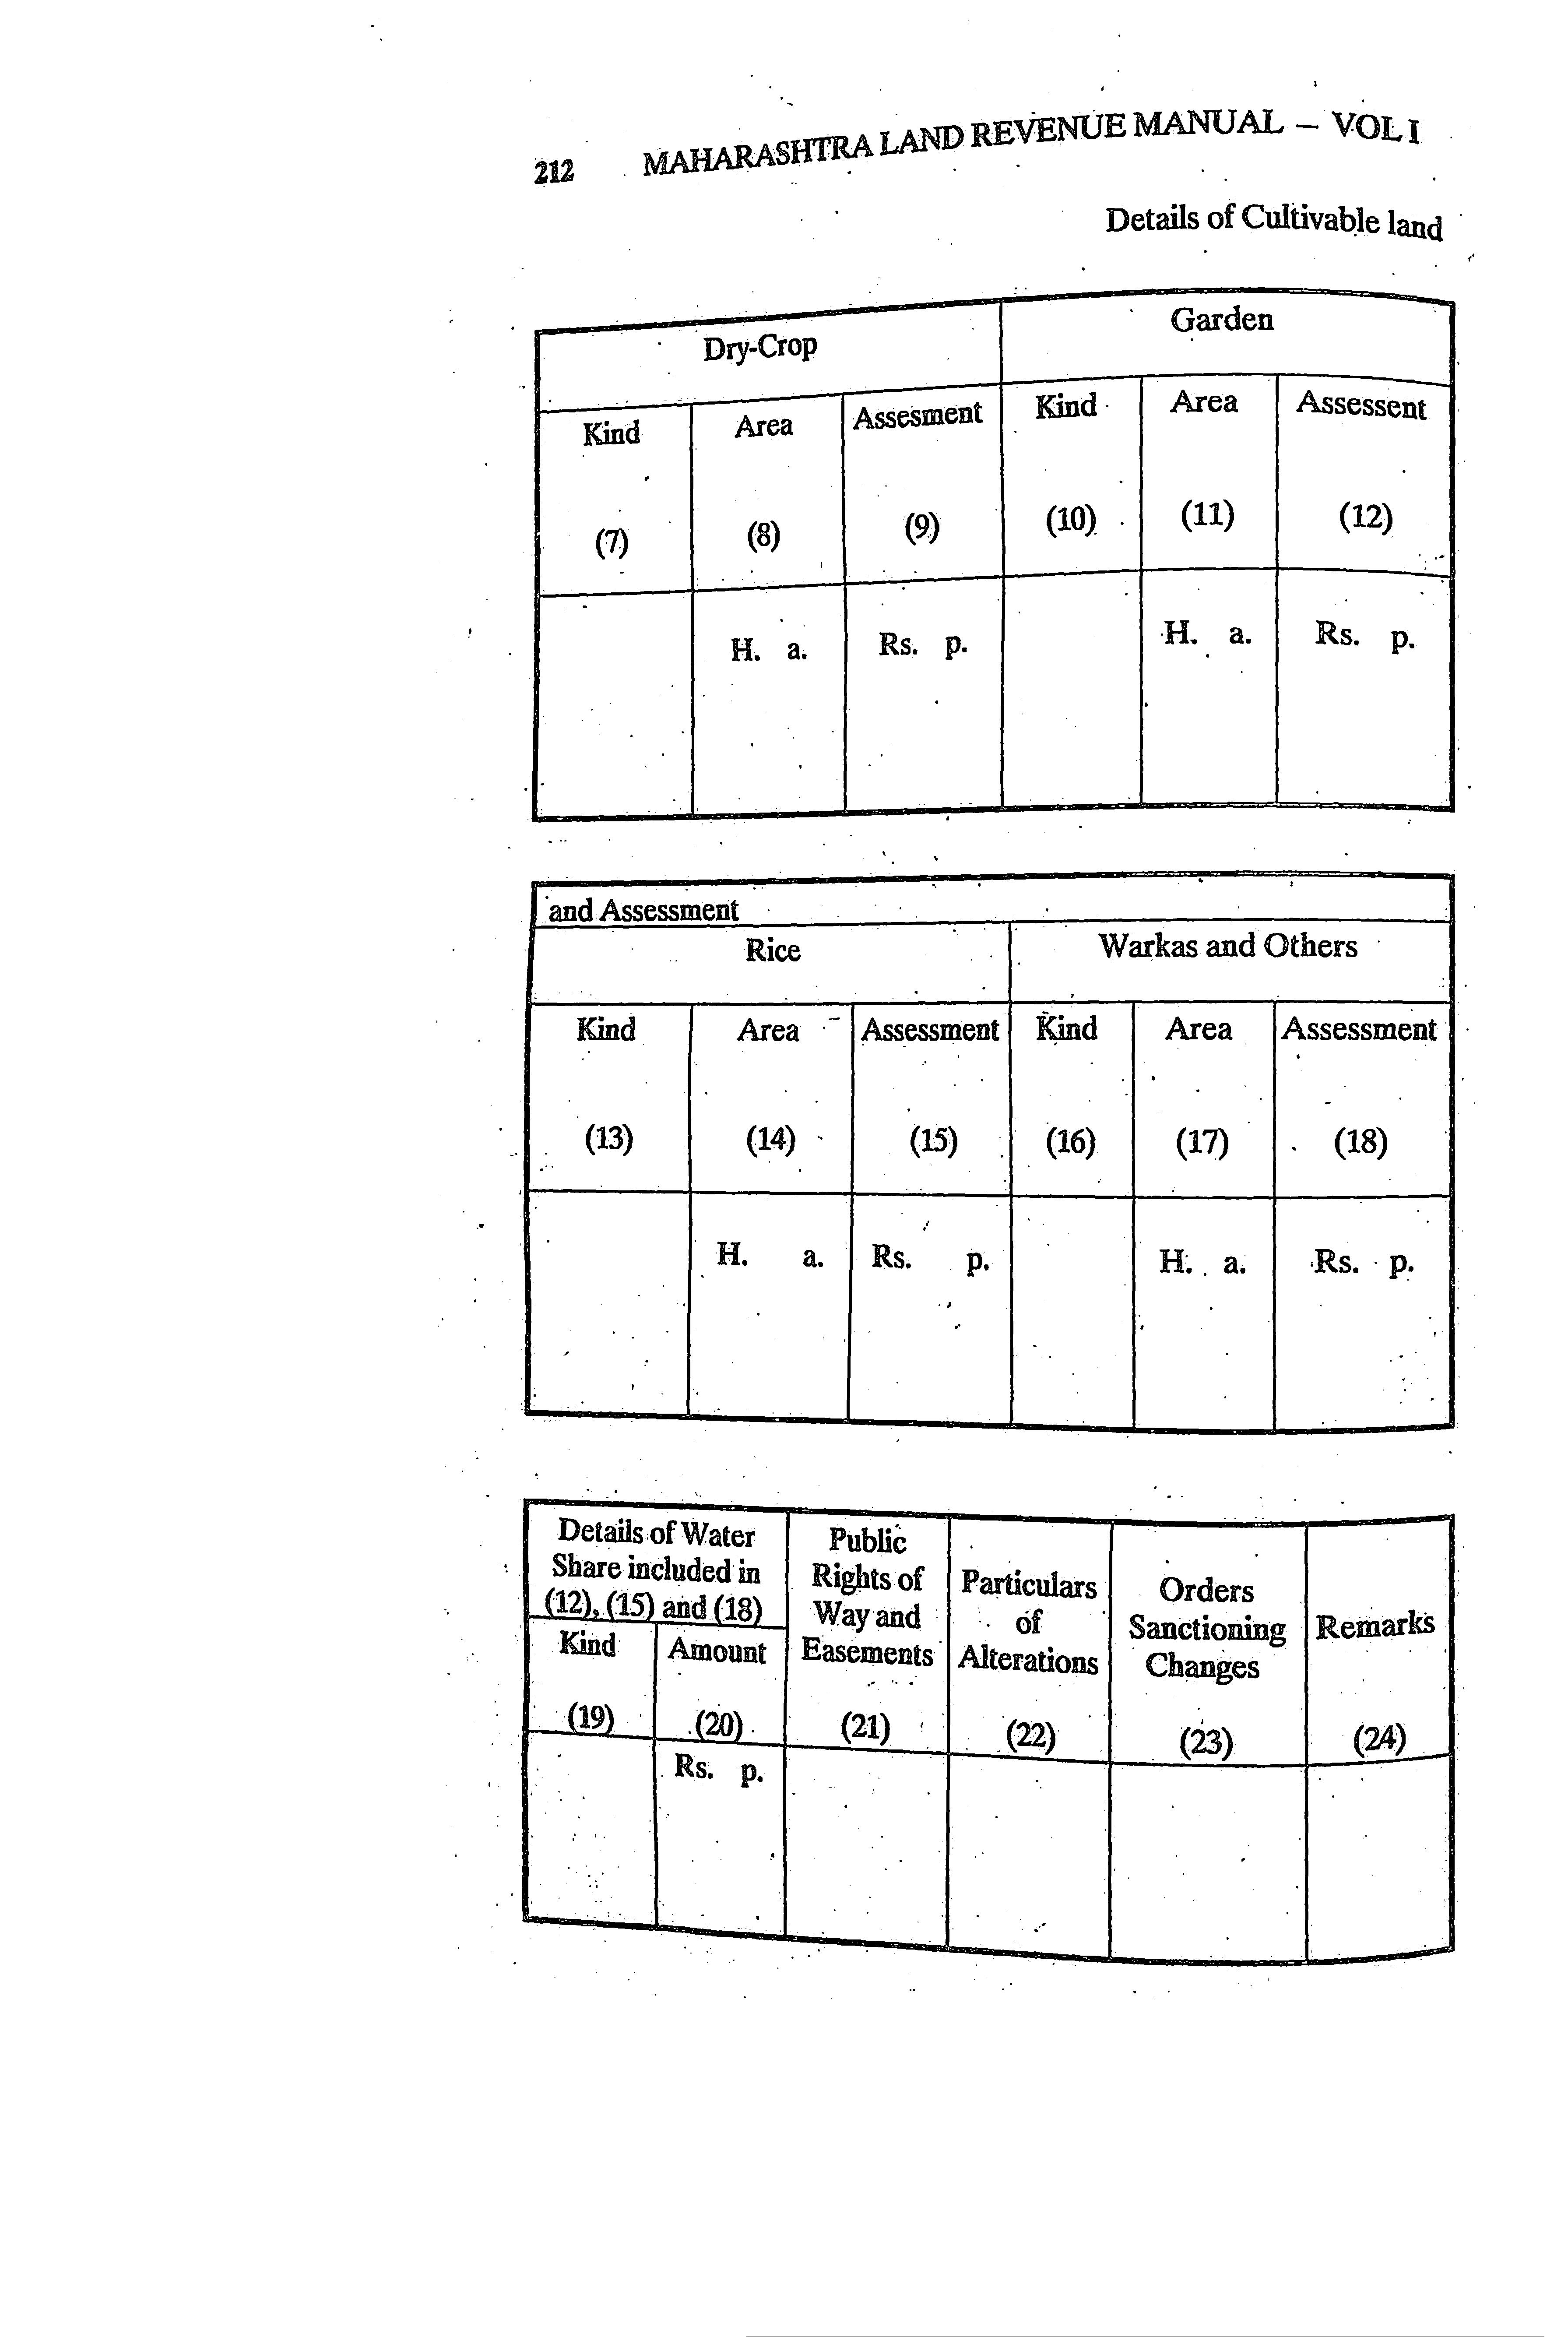 212 MAHARASHTRA LAND REVENUE MANUAL – VOL I
Details of Cultivable land
Dry-Crop Garden
Kind Area Assesment Kind Area Assessent
(7) (8) (9) (10) (11) (12)
H. a. Rs. p. H. a. Rs. p.
and Assessment
Rice Warkas and Others
Kind Area Assessment Kind Area Assessment
(13) (14) (15) (16) (17) (18)
H. a. Rs. p. H. a. Rs. p.
Details of Water
Share included in
(12), (15) and (18)
Kind Amount
(19) (20)
Rs. p.
Public
Rights of
Way and
Easements
(21)
Particulars
of
Alterations
(22)
Orders
Sanctioning
Changes
(23)
Remarks
(24)